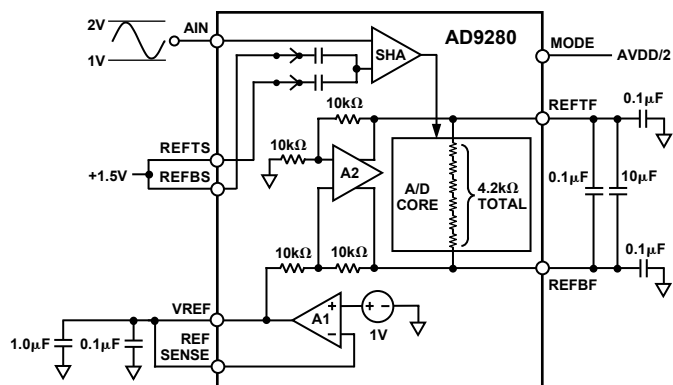 2V
1V
AIN
AD9280
SHA
MODE
AVDD/2
10kΩ
REFTF
0.1µF
10kΩ
A2
A/D
CORE
4.2kΩ
TOTAL
0.1µF
10µF
REFTS
REFBS
+1.5V
10kΩ
10kΩ
0.1µF
REFBF
VREF
A1
+
−
+ −
1V
REF
SENSE
1.0µF
0.1µF